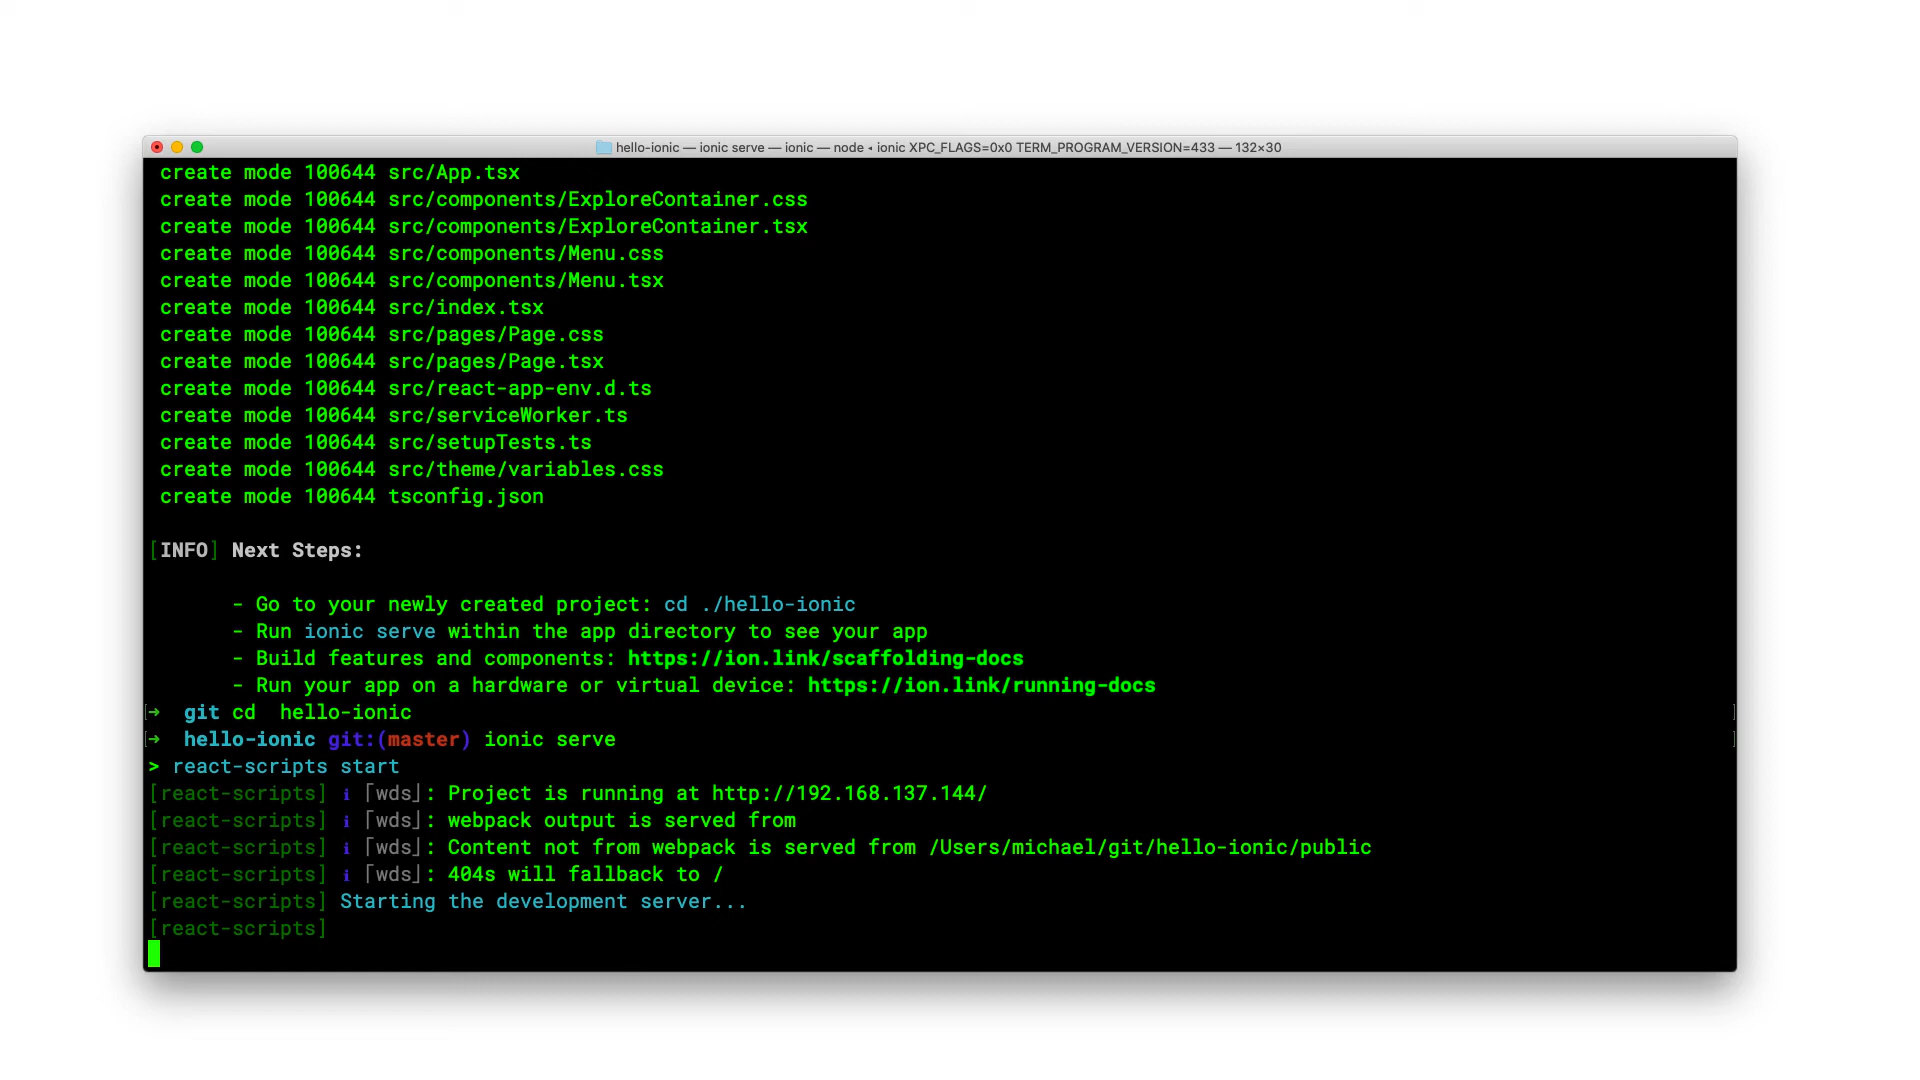 hello-ionic — ionic serve — ionic — node ◂ ionic XPC_FLAGS=0x0 TERM_PROGRAM_VERSION=433 — 132×30
create mode 100644 src/App.tsx
create mode 100644 src/components/ExploreContainer.css
create mode 100644 src/components/ExploreContainer.tsx
create mode 100644 src/components/Menu.css
create mode 100644 src/components/Menu.tsx
create mode 100644 src/index.tsx
create mode 100644 src/pages/Page.css
create mode 100644 src/pages/Page.tsx
create mode 100644 src/react-app-env.d.ts
create mode 100644 src/serviceWorker.ts
create mode 100644 src/setupTests.ts
create mode 100644 src/theme/variables.css
create mode 100644 tsconfig.json
[INFO] Next Steps:
- Go to your newly created project: cd ./hello-ionic
- Run ionic serve within the app directory to see your app
- Build features and components: https://ion.link/scaffolding-docs
- Run your app on a hardware or virtual device: https://ion.link/running-docs
[→ git cd  hello-ionic ]
[→ hello-ionic git:(master) ionic serve ]
> react-scripts start
[react-scripts] ℹ ｢wds｣: Project is running at http://192.168.137.144/
[react-scripts] ℹ ｢wds｣: webpack output is served from
[react-scripts] ℹ ｢wds｣: Content not from webpack is served from /Users/michael/git/hello-ionic/public
[react-scripts] ℹ ｢wds｣: 404s will fallback to /
[react-scripts] Starting the development server...
[react-scripts]